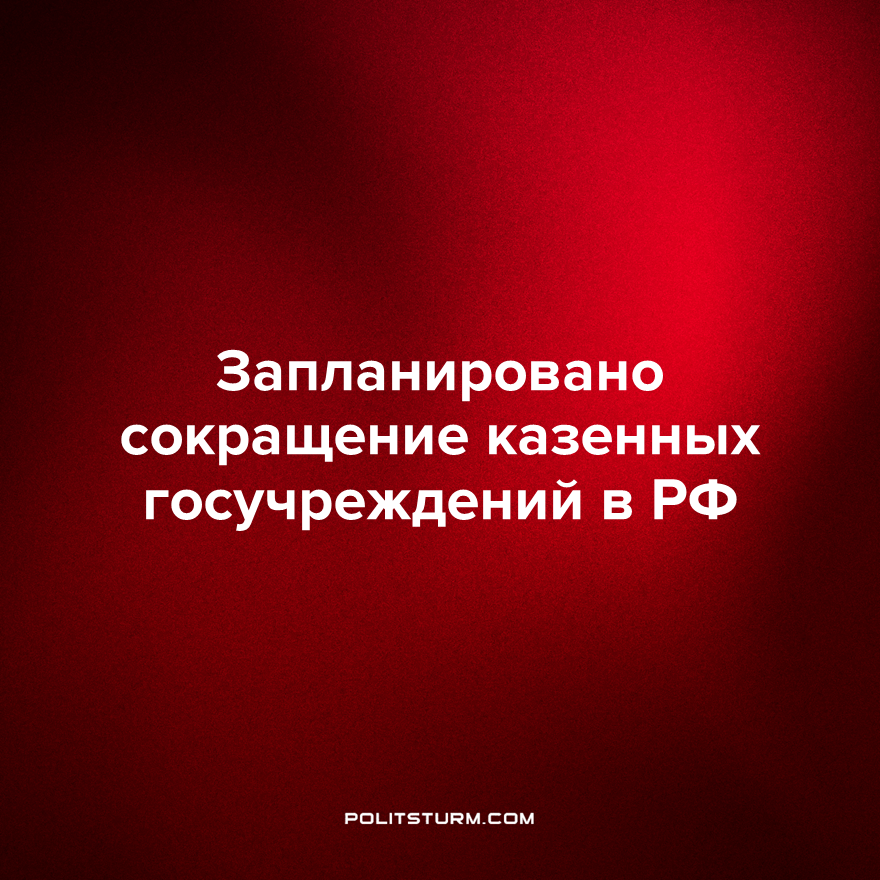 Запланировано
сокращение казенных
госучреждений в РФ
POLITSTURM.COM